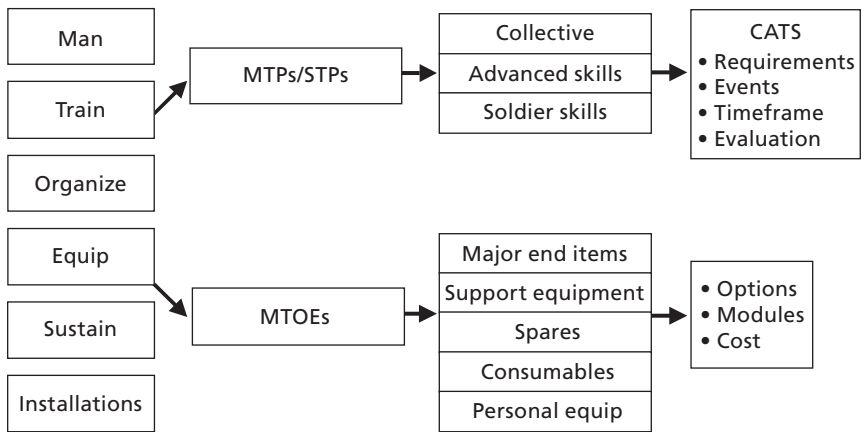 Man
Train
Organize
Equip
Sustain
Installations
MTPs/STPs
MTOEs
Collective
Advanced skills
Soldier skills
Major end items
Support equipment
Spares
Consumables
Personal equip
CATS
• Requirements
• Events
• Timeframe
• Evaluation
• Options
• Modules
• Cost